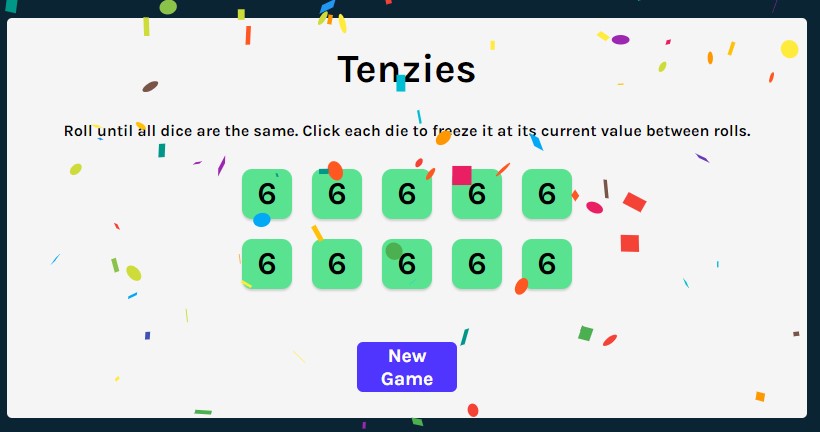 Tenzies
Roll until all dice are the same. Click each die to freeze it at its current value between rolls.
6 6 6 6 6
6 6 6 6 6
New
Game